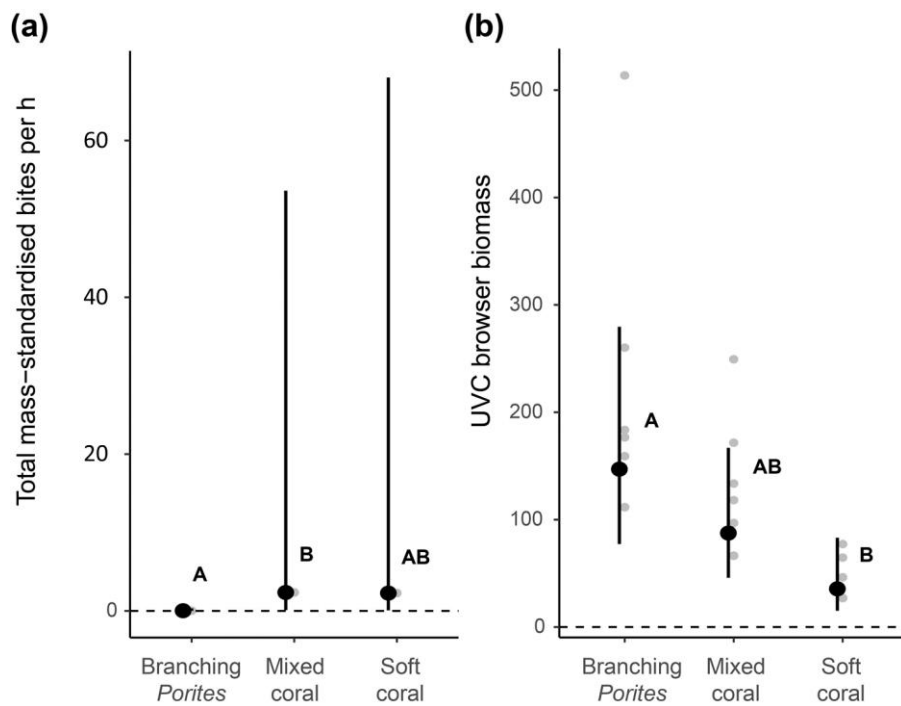 (a)
Total mass−standardised bites per h
60
40
20
0
A
B
AB
Branching
Porites
Mixed
coral
Soft
coral
(b)
UVC browser biomass
500
400
300
200
100
0
A
AB
B
Branching
Porites
Mixed
coral
Soft
coral